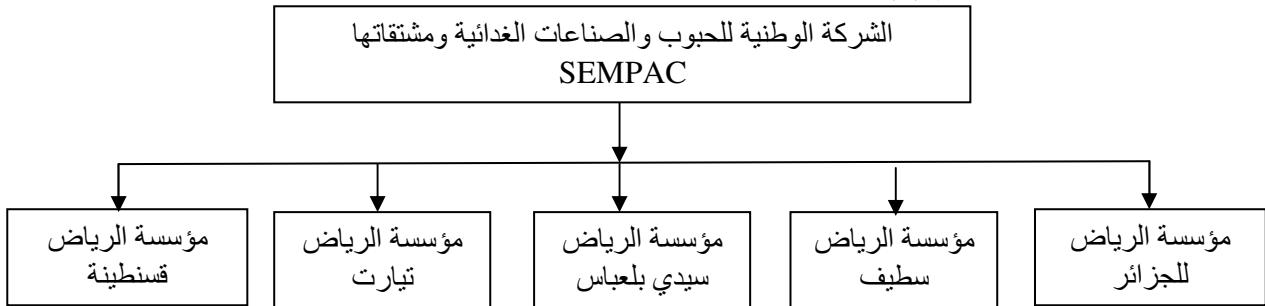 الشركة الوطنية للحبوب والصناعات الغدائية ومشتقاتها
SEMPAC
مؤسسة الرياض
للجزائر
مؤسسة الرياض
سطيف
مؤسسة الرياض
سيدي بلعباس
مؤسسة الرياض
تيارت
مؤسسة الرياض
قسنطينة